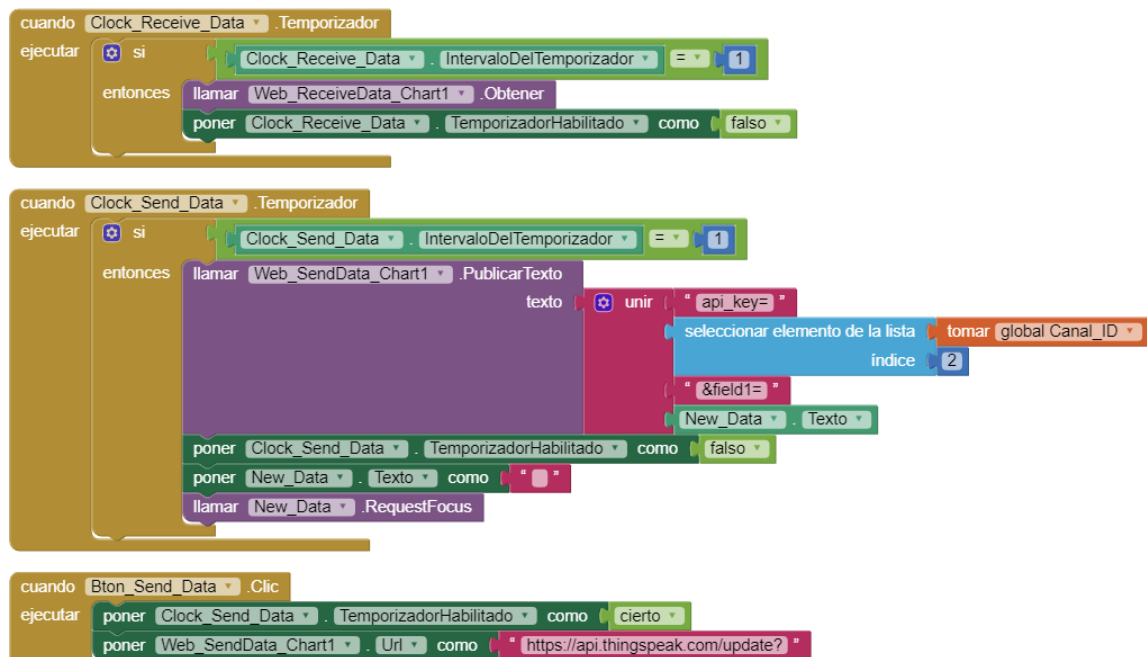 cuando Clock_Receive_Data .Temporizador
ejecutar si Clock_Receive_Data . IntervaloDelTemporizador = 1
entonces llamar Web_ReceiveData_Chart1 .Obtener
poner Clock_Receive_Data . TemporizadorHabilitado como falso
cuando Clock_Send_Data .Temporizador
ejecutar si Clock_Send_Data . IntervaloDelTemporizador = 1
entonces llamar Web_SendData_Chart1 .PublicarTexto
texto unir " api_key= "
seleccionar elemento de la lista tomar global Canal_ID
índice 2
" &field1= "
New_Data . Texto
poner Clock_Send_Data . TemporizadorHabilitado como falso
poner New_Data . Texto como " "
llamar New_Data .RequestFocus
cuando Bton_Send_Data .Clic
ejecutar poner Clock_Send_Data . TemporizadorHabilitado como cierto
poner Web_SendData_Chart1 . Url como " https://api.thingspeak.com/update? "